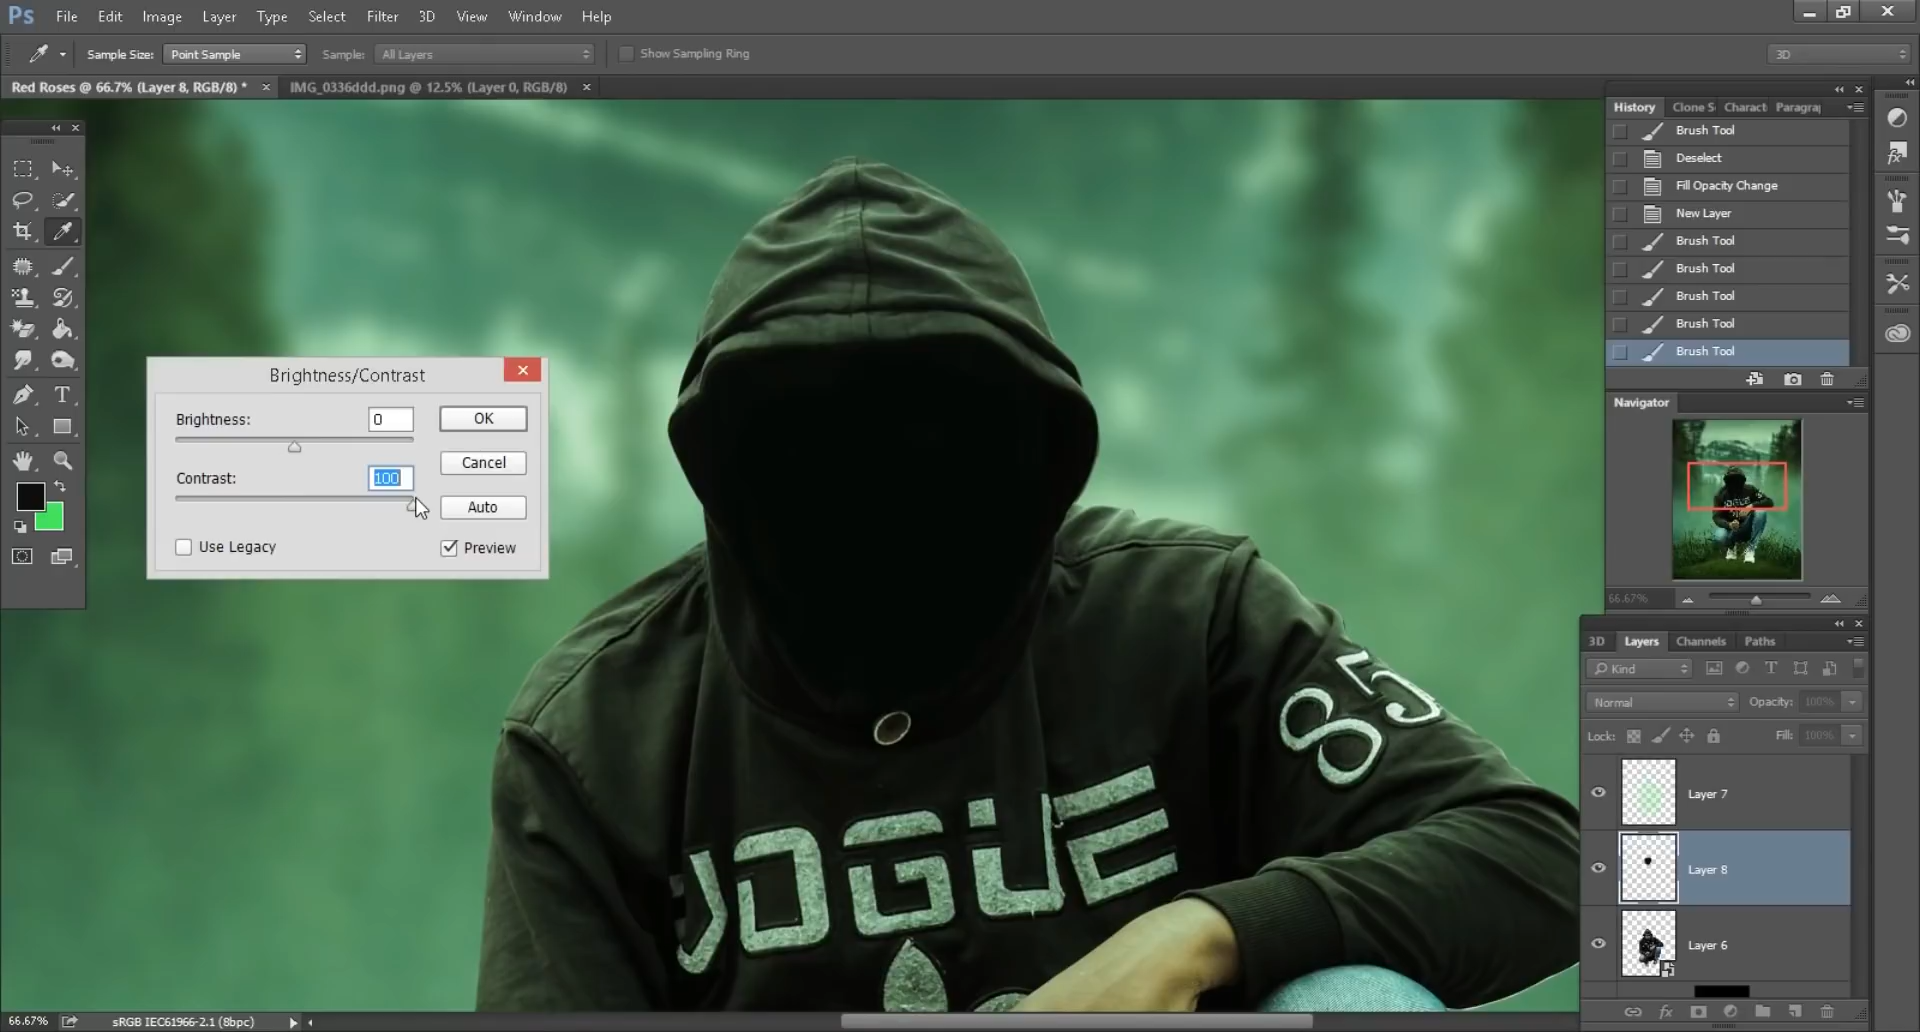 Ps File Edit Image Layer Type Select Filter 3D View Window Help
Sample Size: Point Sample Sample: All Layers Show Sampling Ring 3D
Red Roses @ 66.7% (Layer 8, RGB/8) * × IMG_0336ddd.png @ 12.5% (Layer 0, RGB/8) ×
History Clone S Charact Paragra
Brush Tool
Deselect
Fill Opacity Change
New Layer
Brush Tool
Brush Tool
Brush Tool
Brush Tool
Brush Tool
Brightness/Contrast
Brightness: 0 OK
Cancel
Contrast: 100
Auto
Use Legacy Preview
Navigator
66.67%
3D Layers Channels Paths
Kind
Normal Opacity: 100%
Lock: Fill: 100%
Layer 7
Layer 8
Layer 6
85
JOGUE
66.67% sRGB IEC61966-2.1 (8bpc)